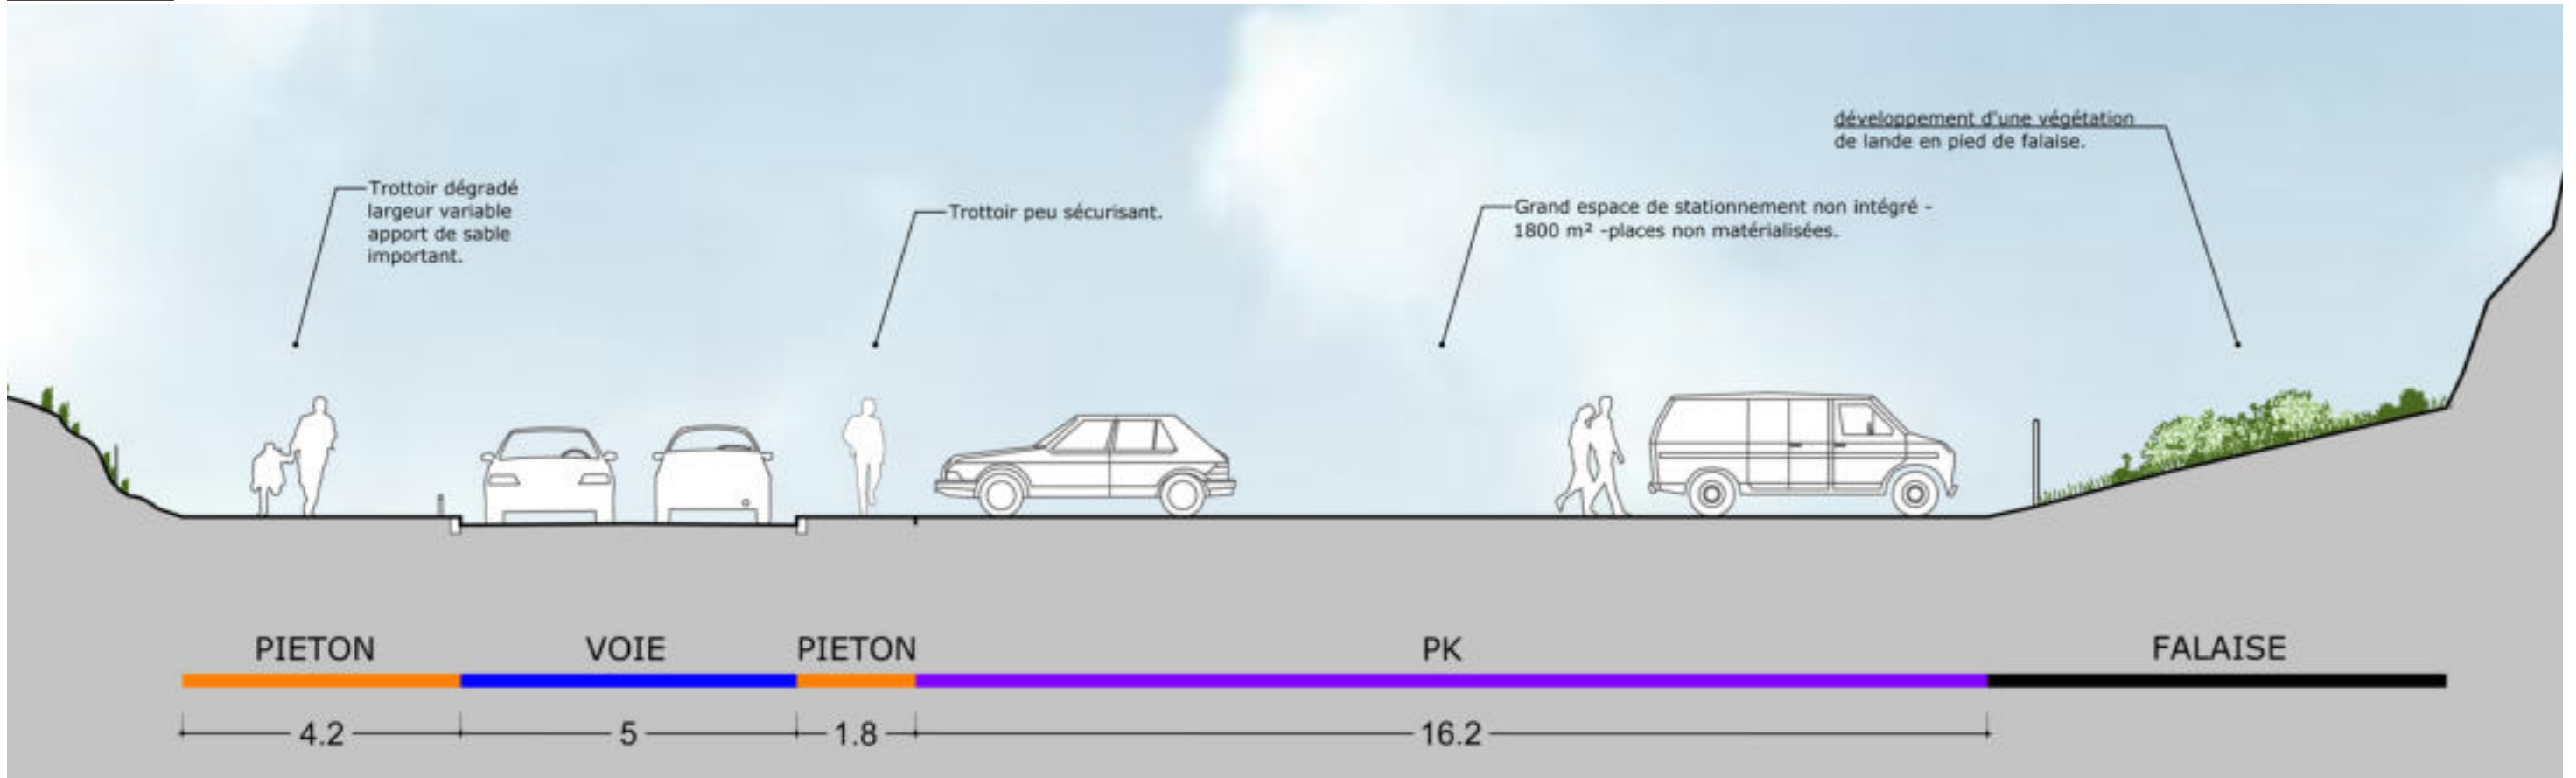 développement d'une végétation
de lande en pied de falaise.
Trottoir dégradé
largeur variable
apport de sable
important.
Trottoir peu sécurisant.
Grand espace de stationnement non intégré -
1800 m² -places non matérialisées.
PIETON
VOIE
PIETON
PK
FALAISE
4.2
5
1.8
16.2